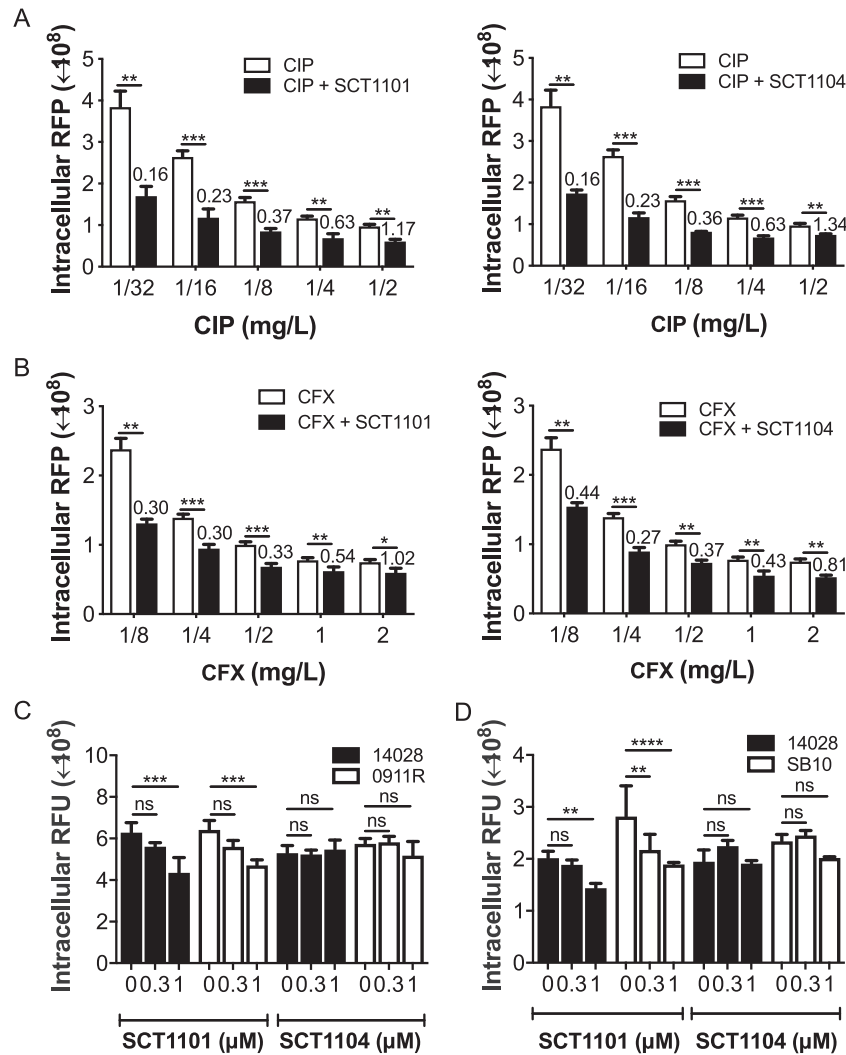 A
Intracellular RFP (←10⁸)
5
4
3
2
1
0
CIP
CIP + SCT1101
**
0.16
***
0.23
***
0.37
**
0.63
**
1.17
1/32 1/16 1/8 1/4 1/2
CIP (mg/L)
Intracellular RFP (←10⁸)
5
4
3
2
1
0
CIP
CIP + SCT1104
**
0.16
***
0.23
***
0.36
***
0.63
**
1.34
1/32 1/16 1/8 1/4 1/2
CIP (mg/L)
B
Intracellular RFP (←10⁸)
3
2
1
0
CFX
CFX + SCT1101
**
0.30
***
0.30
***
0.33
**
0.54
*
1.02
1/8 1/4 1/2 1 2
CFX (mg/L)
Intracellular RFP (←10⁸)
3
2
1
0
CFX
CFX + SCT1104
**
0.44
***
0.27
**
0.37
**
0.43
**
0.81
1/8 1/4 1/2 1 2
CFX (mg/L)
C
Intracellular RFU (←10⁸)
10
8
6
4
2
0
14028
0911R
***
ns
***
ns
ns
ns
ns
ns
0 0.3 1 0 0.3 1 0 0.3 1 0 0.3 1
SCT1101 (µM) SCT1104 (µM)
D
Intracellular RFU (←10⁸)
4
3
2
1
0
14028
SB10
**
ns
****
**
ns
ns
ns
ns
0 0.3 1 0 0.3 1 0 0.3 1 0 0.3 1
SCT1101 (µM) SCT1104 (µM)